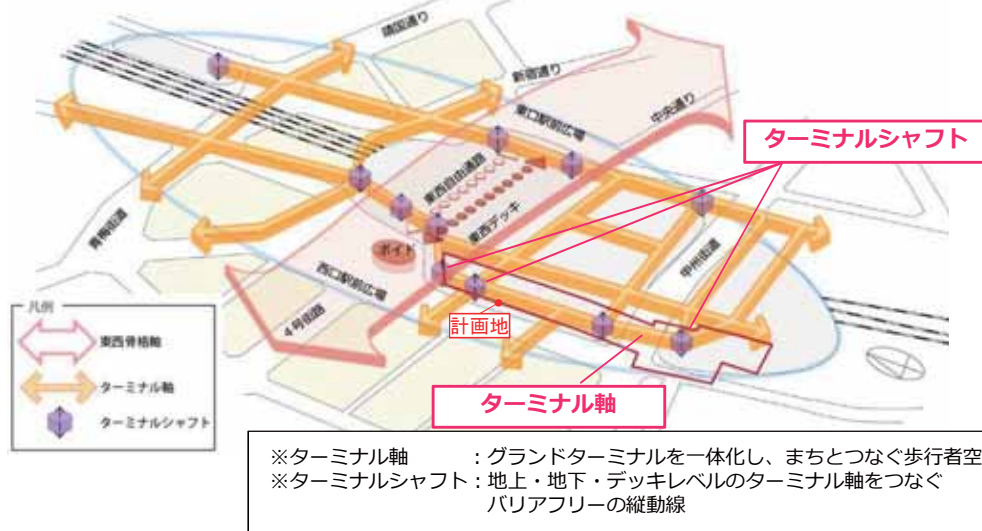 靖国通り
新宿通り
中央通り
東口駅前広場
ターミナルシャフト
東西自由通路
東西デッキ
青梅街道
ボイド
甲州街道
西口駅前広場
4号街路
計画地
凡例
東西骨格軸
ターミナル軸
ターミナルシャフト
ターミナル軸
※ターミナル軸 :グランドターミナルを一体化し、まちとつなぐ歩行者空
※ターミナルシャフト:地上・地下・デッキレベルのターミナル軸をつなぐ
バリアフリーの縦動線